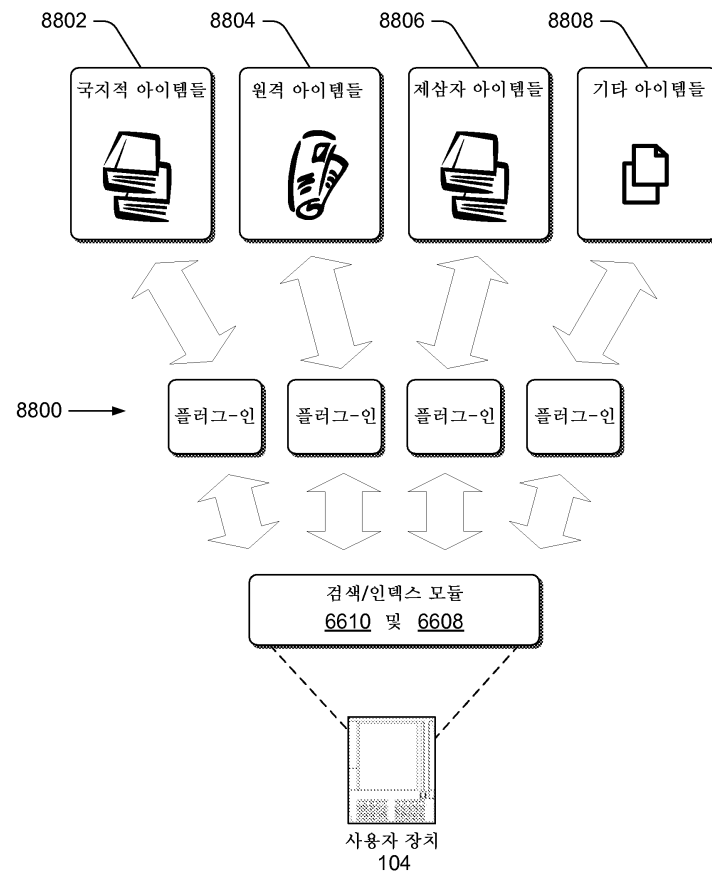 8802
8804
8806
8808
국지적 아이템들
원격 아이템들
제삼자 아이템들
기타 아이템들
8800
플러그-인
플러그-인
플러그-인
플러그-인
검색/인덱스 모듈
6610 및 6608
사용자 장치
104